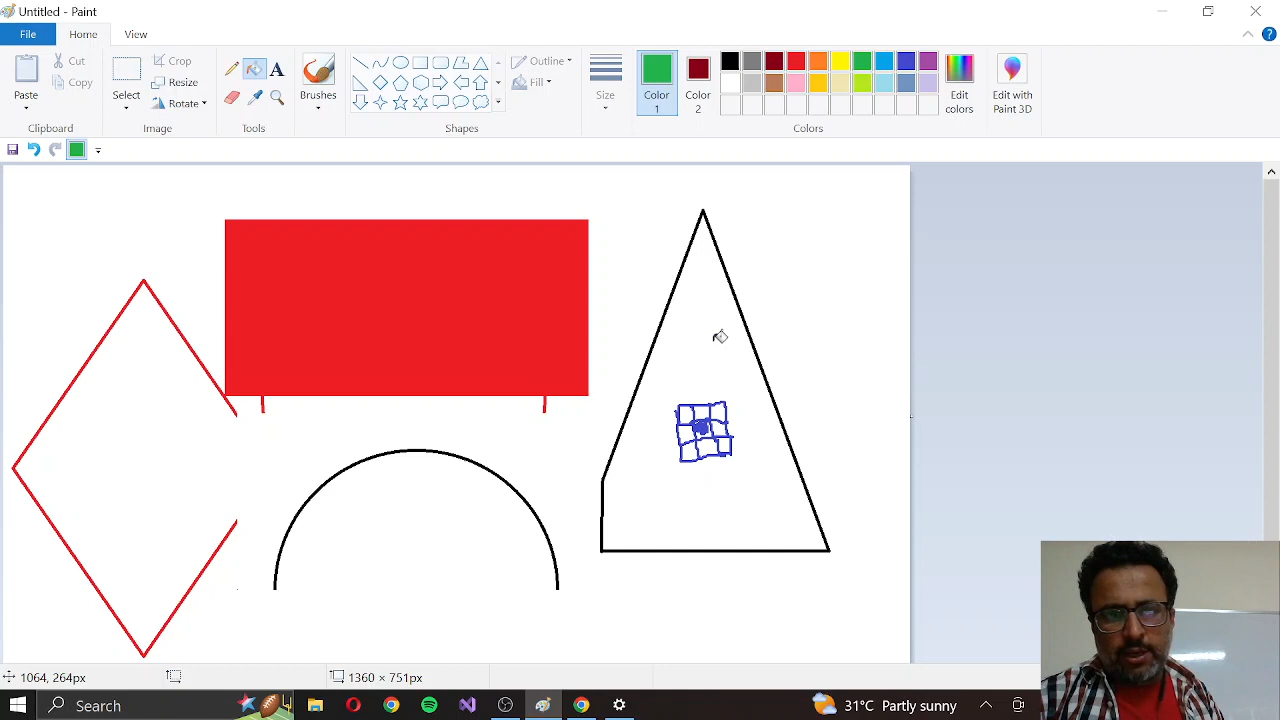 Untitled - Paint
File
Home
View
Paste
Cut
Copy
Clipboard
Select
Crop
Resize
Rotate
Image
A
Tools
Brushes
Shapes
Outline
Fill
Size
Color
1
Color
2
Colors
Edit
colors
Edit with
Paint 3D
?
1064, 264px
1360 × 751px
Search
4
31°C Partly sunny